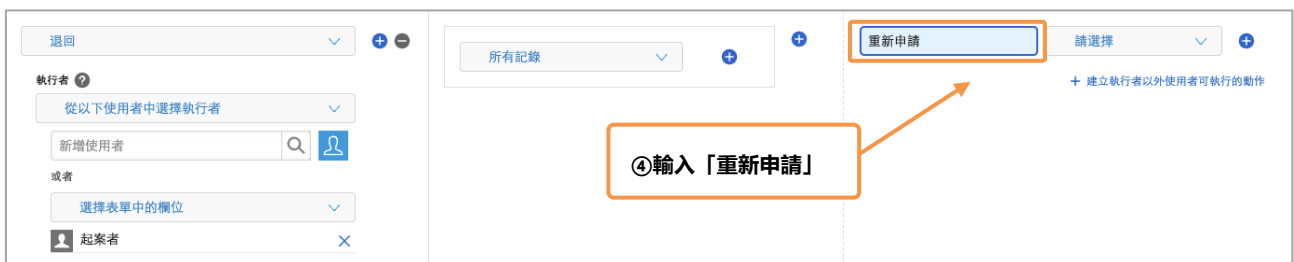 退回
執行者
從以下使用者中選擇執行者
新增使用者
或者
選擇表單中的欄位
起案者
所有記錄
重新申請
請選擇
+ 建立執行者以外使用者可執行的動作
④輸入「重新申請」